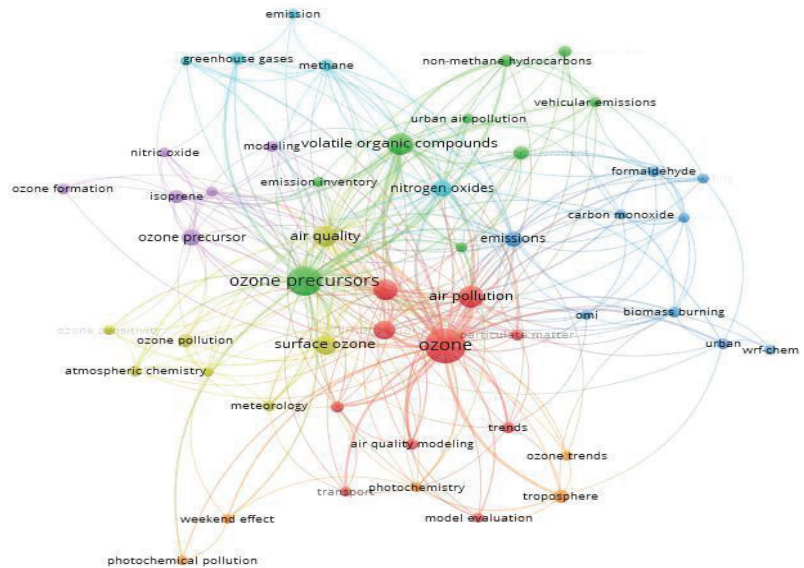 emission
greenhouse gases
methane
non-methane hydrocarbons
vehicular emissions
urban air pollution
volatile organic compounds
modeling
nitric oxide
formaldehyde
emission inventory
nitrogen oxides
ozone formation
isoprene
carbon monoxide
ozone precursor
air quality
emissions
ozone precursors
air pollution
omi
biomass burning
ozone sensitivity
particulate matter
ozone pollution
surface ozone
ozone
urban
wrf-chem
atmospheric chemistry
meteorology
trends
air quality modeling
ozone trends
transport
photochemistry
troposphere
weekend effect
model evaluation
photochemical pollution